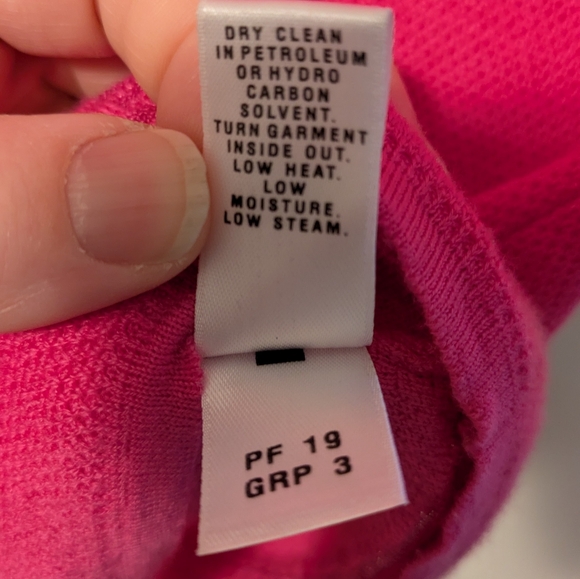 DRY CLEAN
IN PETROLEUM
OR HYDRO
CARBON
SOLVENT.
TURN GARMENT
INSIDE OUT.
LOW HEAT.
LOW
MOISTURE.
LOW STEAM.
PF 19
GRP 3